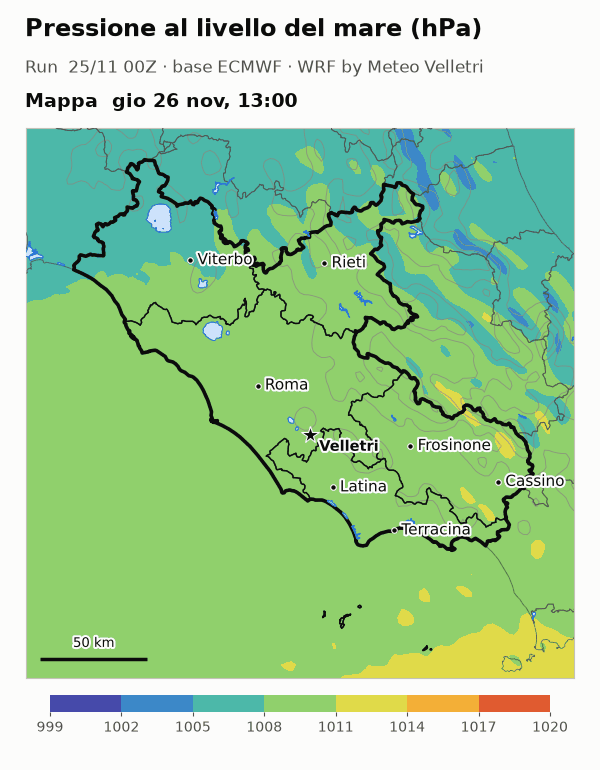 Pressione al livello del mare (hPa)
Run  25/11 00Z · base ECMWF · WRF by Meteo Velletri
Mappa  gio 26 nov, 13:00
Viterbo
Rieti
Roma
Velletri
Frosinone
Cassino
Latina
Terracina
50 km
999 1002 1005 1008 1011 1014 1017 1020